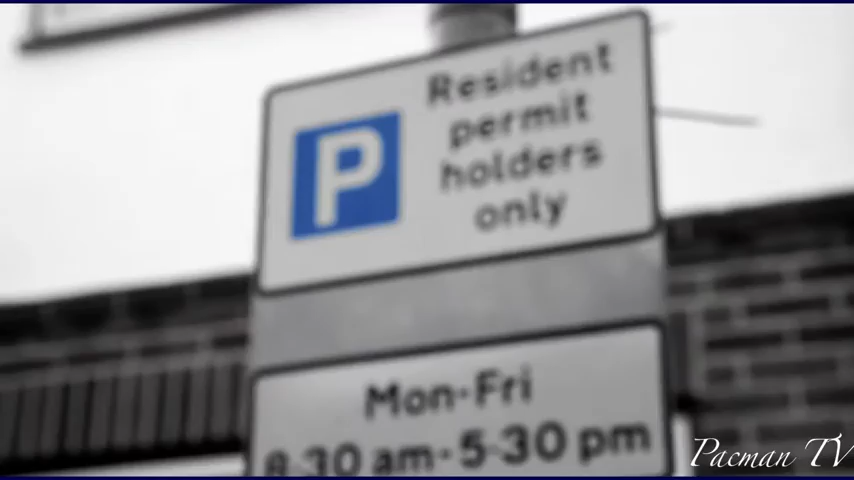 P
Resident
permit
holders
only
Mon-Fri
8·30 am-5·30 pm
Pacman TV